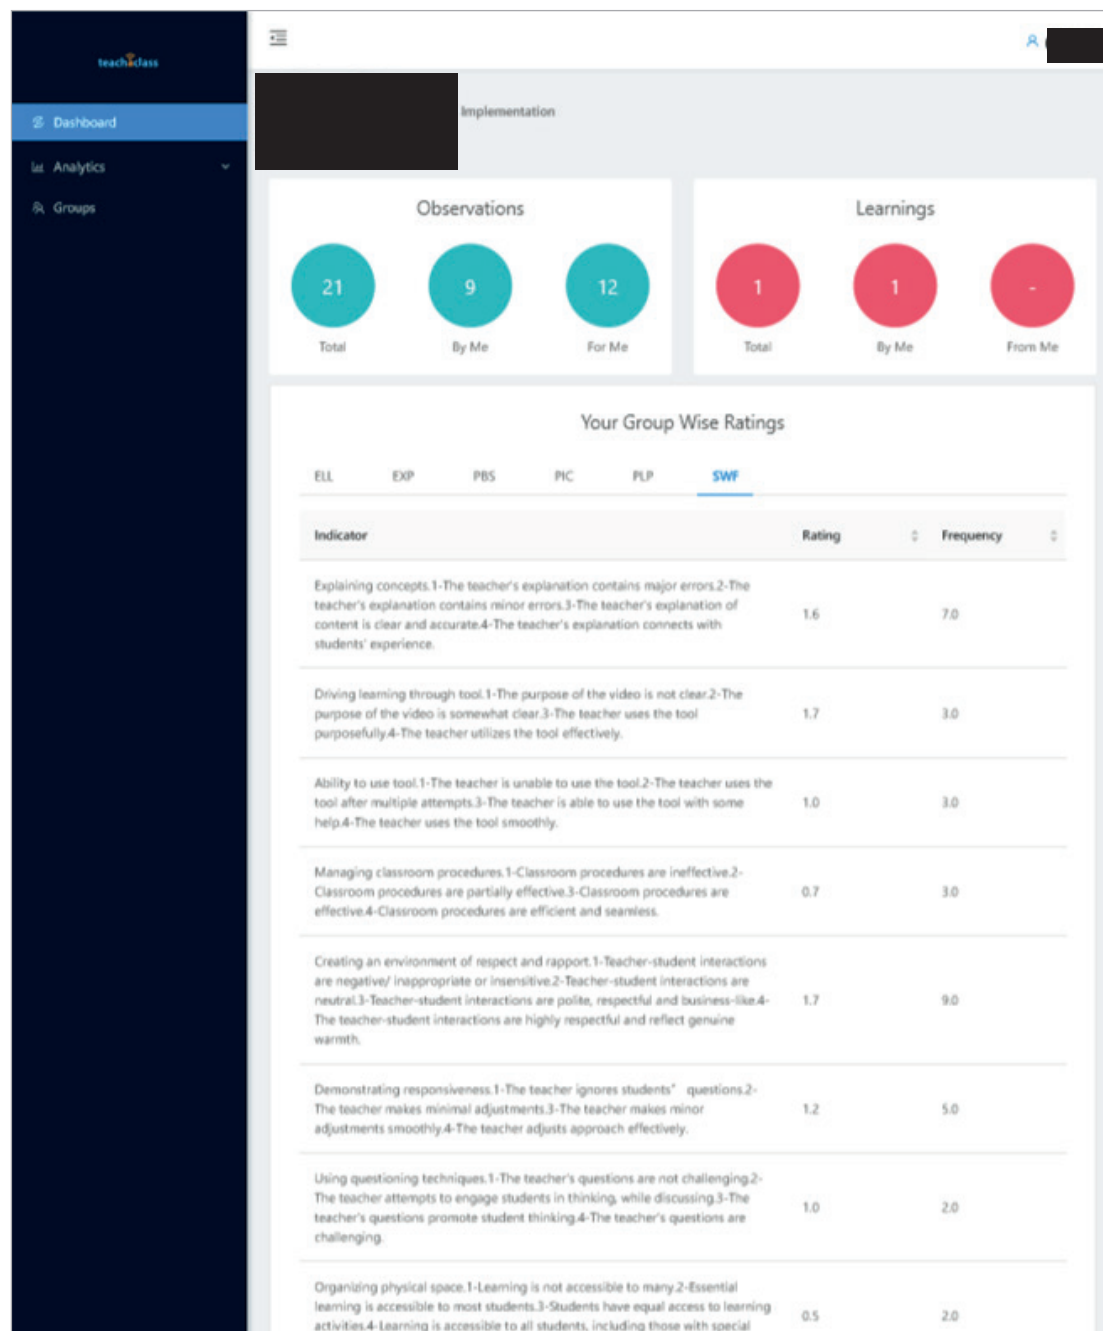 teachclass
Dashboard
Analytics
Groups
Implementation
Observations
21
9
12
Total
By Me
For Me
Learnings
1
1
-
Total
By Me
From Me
Your Group Wise Ratings
ELL
EXP
PBS
PIC
PLP
SWF
Indicator
Rating
Frequency
Explaining concepts.1-The teacher's explanation contains major errors.2-The
teacher's explanation contains minor errors.3-The teacher's explanation of
content is clear and accurate.4-The teacher's explanation connects with
students' experience.
1.6
7.0
Driving learning through tool.1-The purpose of the video is not clear.2-The
purpose of the video is somewhat clear.3-The teacher uses the tool
purposefully.4-The teacher utilizes the tool effectively.
1.7
3.0
Ability to use tool.1-The teacher is unable to use the tool.2-The teacher uses the
tool after multiple attempts.3-The teacher is able to use the tool with some
help.4-The teacher uses the tool smoothly.
1.0
3.0
Managing classroom procedures.1-Classroom procedures are ineffective.2-
Classroom procedures are partially effective.3-Classroom procedures are
effective.4-Classroom procedures are efficient and seamless.
0.7
3.0
Creating an environment of respect and rapport.1-Teacher-student interactions
are negative/ inappropriate or insensitive.2-Teacher-student interactions are
neutral.3-Teacher-student interactions are polite, respectful and business-like.4-
The teacher-student interactions are highly respectful and reflect genuine
warmth.
1.7
9.0
Demonstrating responsiveness.1-The teacher ignores students' questions.2-
The teacher makes minimal adjustments.3-The teacher makes minor
adjustments smoothly.4-The teacher adjusts approach effectively.
1.2
5.0
Using questioning techniques.1-The teacher's questions are not challenging.2-
The teacher attempts to engage students in thinking, while discussing.3-The
teacher's questions promote student thinking.4-The teacher's questions are
challenging.
1.0
2.0
Organizing physical space.1-Learning is not accessible to many.2-Essential
learning is accessible to most students.3-Students have equal access to learning
activities.4-Learning is accessible to all students, including those with special
0.5
2.0